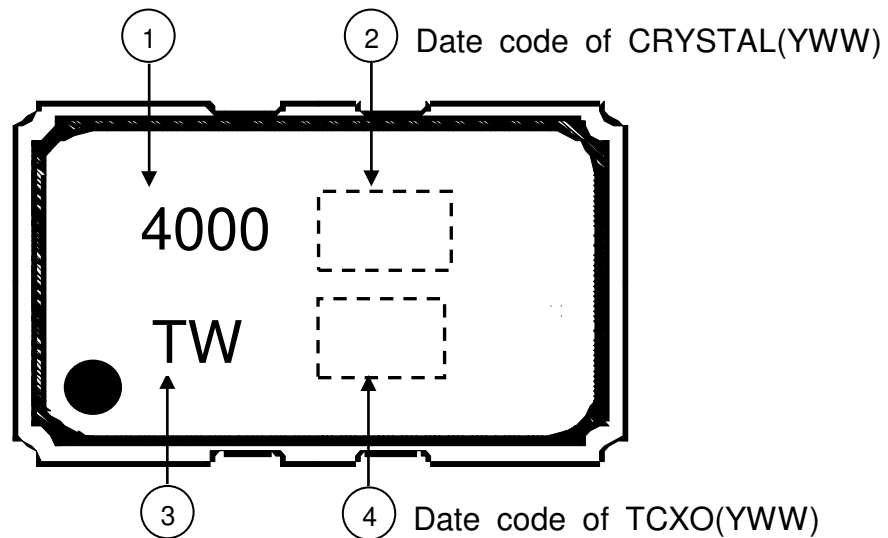 1
2 Date code of CRYSTAL(YWW)
4000
TW
3
4 Date code of TCXO(YWW)